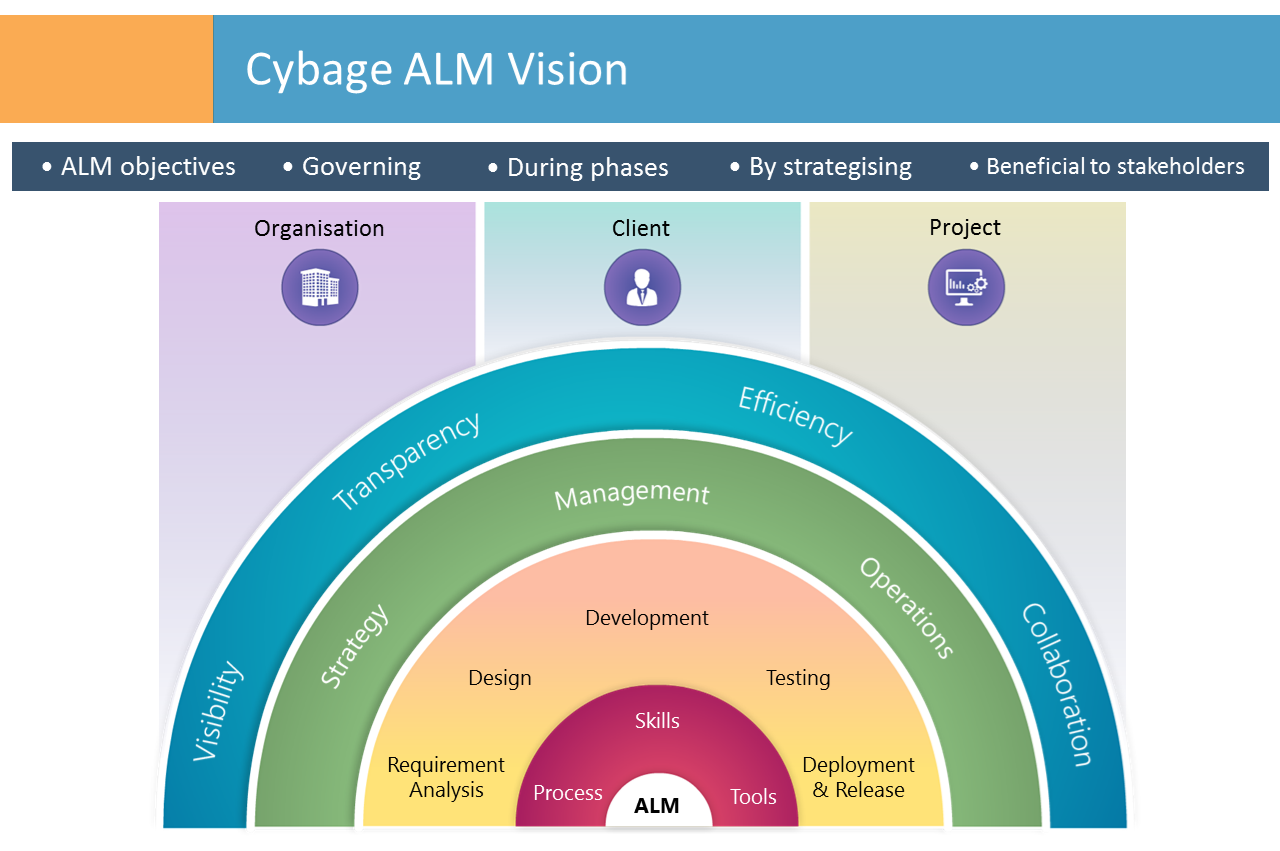 Cybage ALM Vision
• ALM objectives • Governing • During phases • By strategising • Beneficial to stakeholders
Organisation Client Project
Visibility Transparency Efficiency Collaboration
Strategy Management Operations
Requirement
Analysis
Design
Development
Testing
Deployment
& Release
Process Skills Tools
ALM